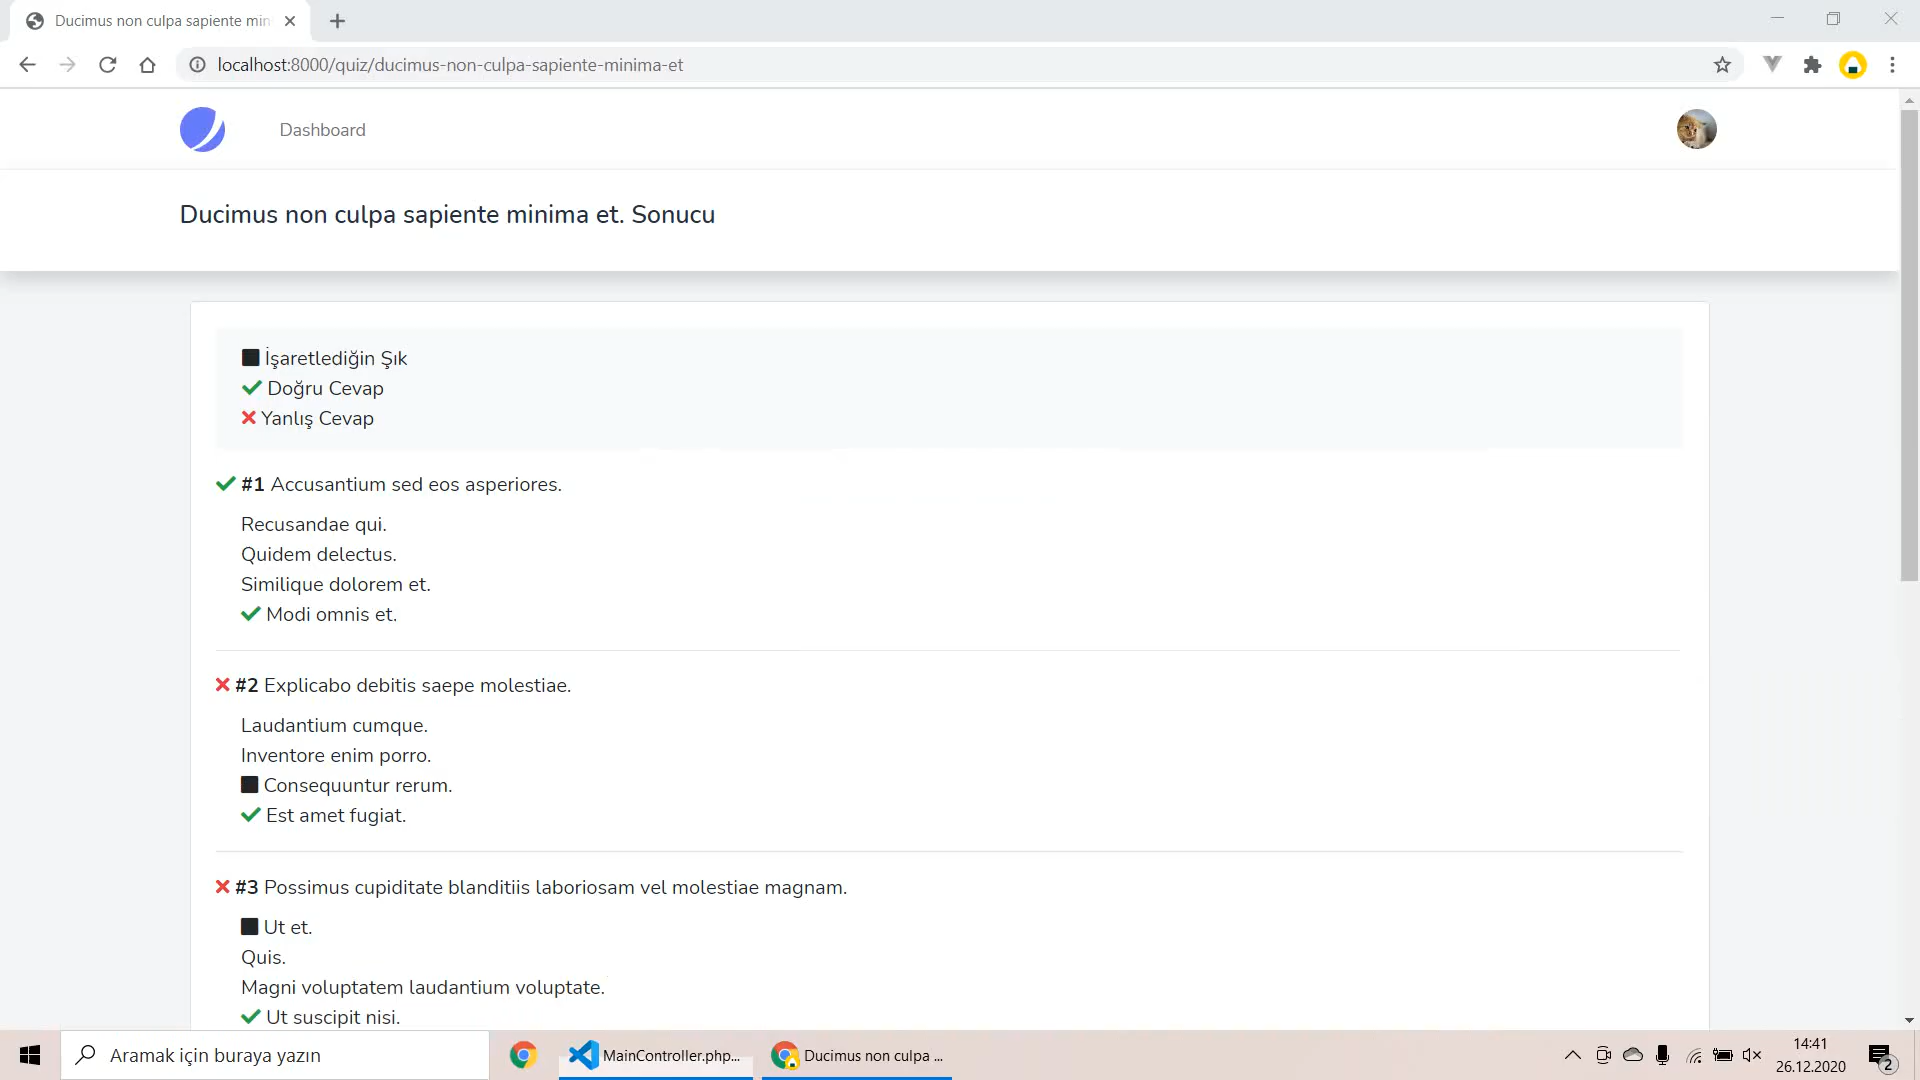 Ducimus non culpa sapiente min
localhost:8000/quiz/ducimus-non-culpa-sapiente-minima-et
Dashboard
Ducimus non culpa sapiente minima et. Sonucu
İşaretlediğin Şık
Doğru Cevap
Yanlış Cevap
#1 Accusantium sed eos asperiores.
Recusandae qui.
Quidem delectus.
Similique dolorem et.
Modi omnis et.
#2 Explicabo debitis saepe molestiae.
Laudantium cumque.
Inventore enim porro.
Consequuntur rerum.
Est amet fugiat.
#3 Possimus cupiditate blanditiis laboriosam vel molestiae magnam.
Ut et.
Quis.
Magni voluptatem laudantium voluptate.
Ut suscipit nisi.
Aramak için buraya yazın
MainController.php...
Ducimus non culpa ...
14:41
26.12.2020
2